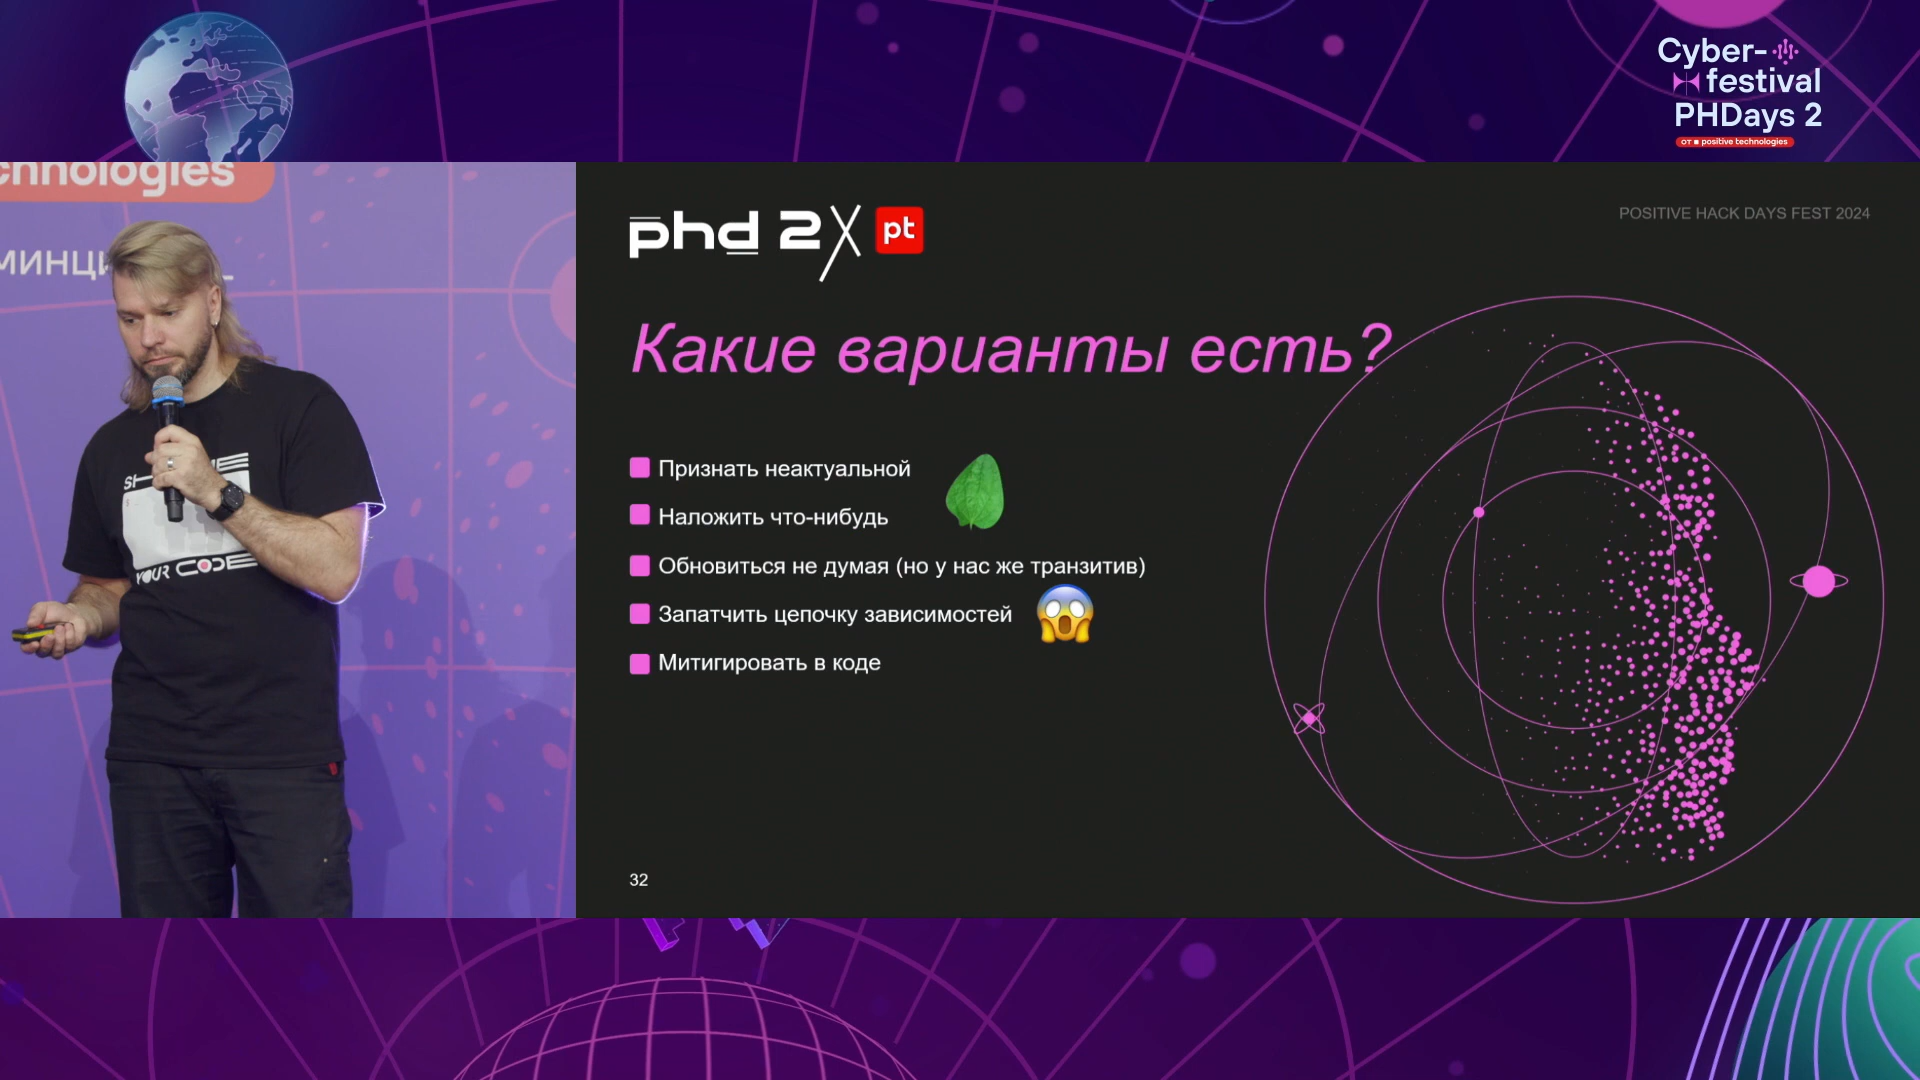 Cyber-
festival
PHDays 2
от positive technologies
chnologies
минци
phd 2
pt
POSITIVE HACK DAYS FEST 2024
Какие варианты есть?
Признать неактуальной
Наложить что-нибудь
Обновиться не думая (но у нас же транзитив)
Запатчить цепочку зависимостей
Митигировать в коде
YOUR CODE
32